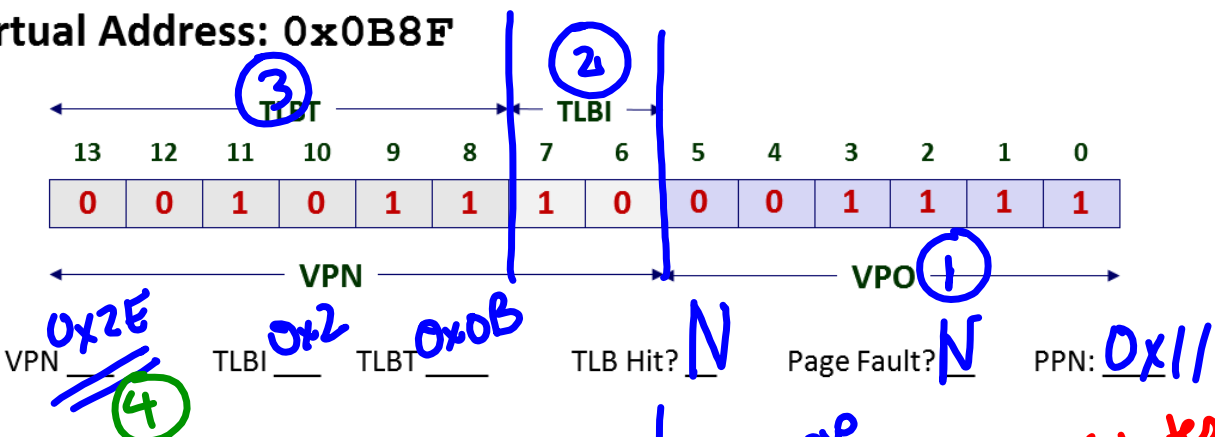 rtual Address: 0x0B8F
3 2
TLBT TLBI
13 12 11 10 9 8 7 6 5 4 3 2 1 0
0 0 1 0 1 1 1 0 0 0 1 1 1 1
VPN VPO 1
VPN 0x2E TLBI 0x2 TLBT 0x0B TLB Hit? N Page Fault? N PPN: 0x11
4